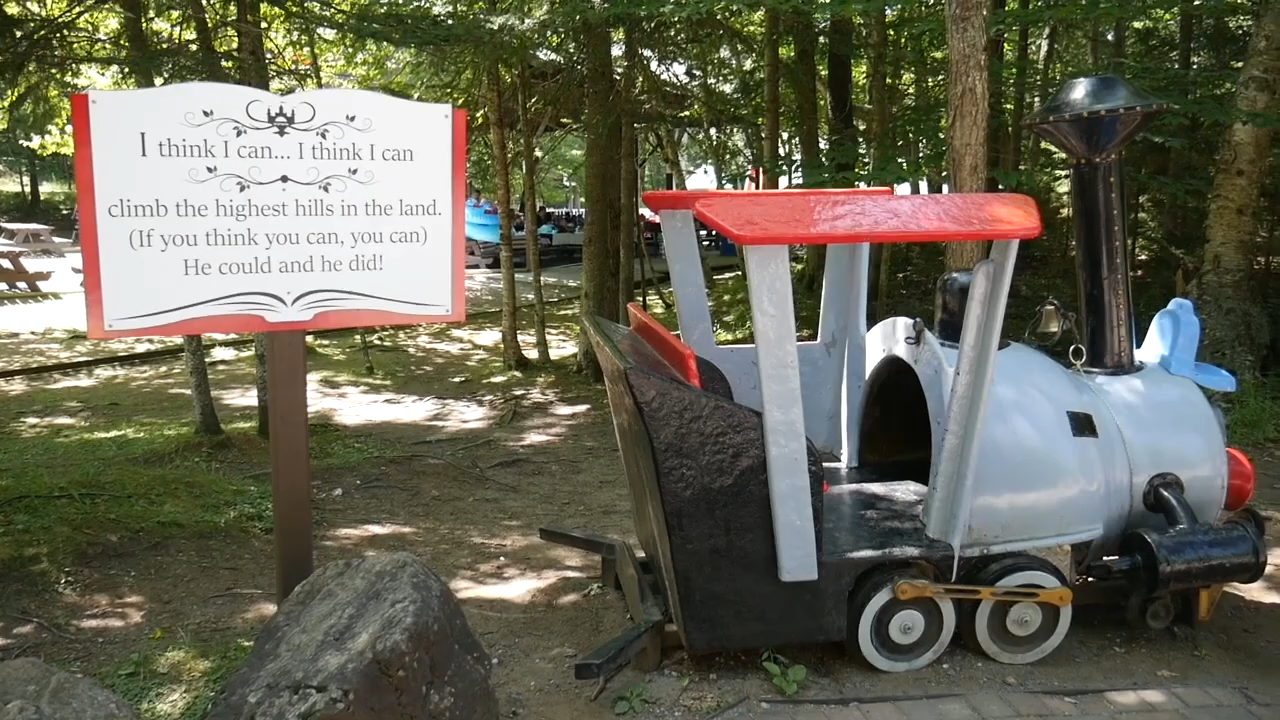 I think I can... I think I can
climb the highest hills in the land.
(If you think you can, you can)
He could and he did!